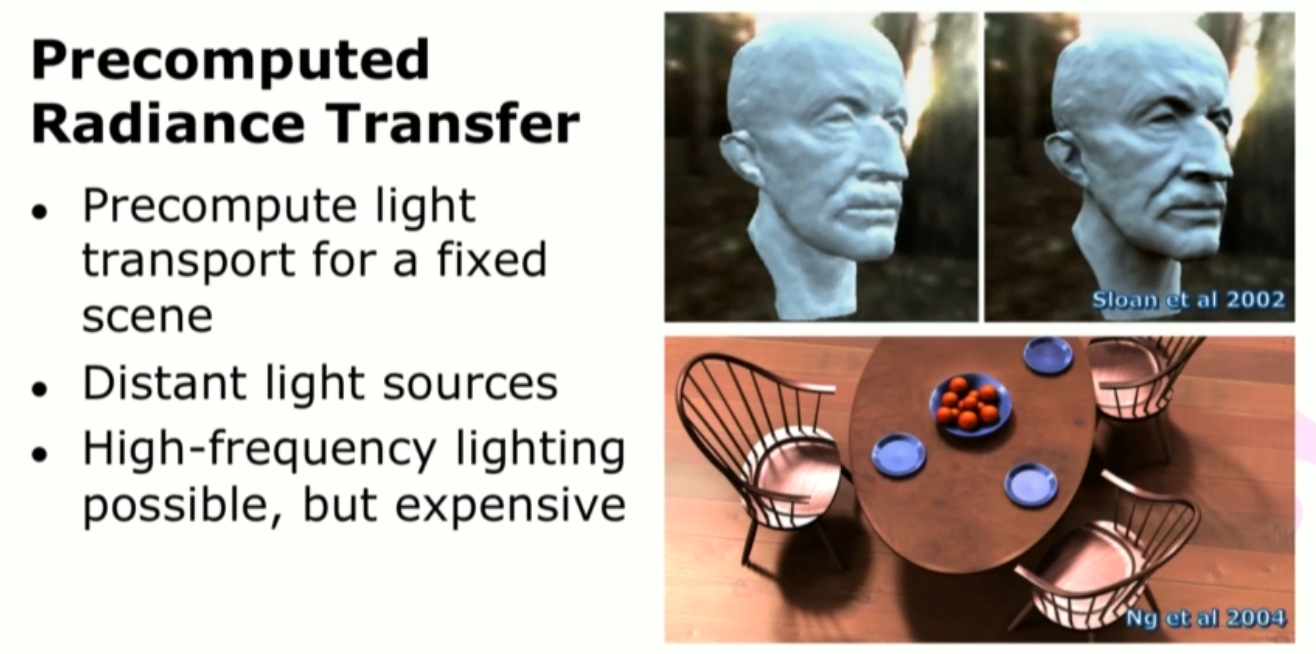 Precomputed
Radiance Transfer
• Precompute light
transport for a fixed
scene
• Distant light sources
• High-frequency lighting
possible, but expensive
Sloan et al 2002
Ng et al 2004